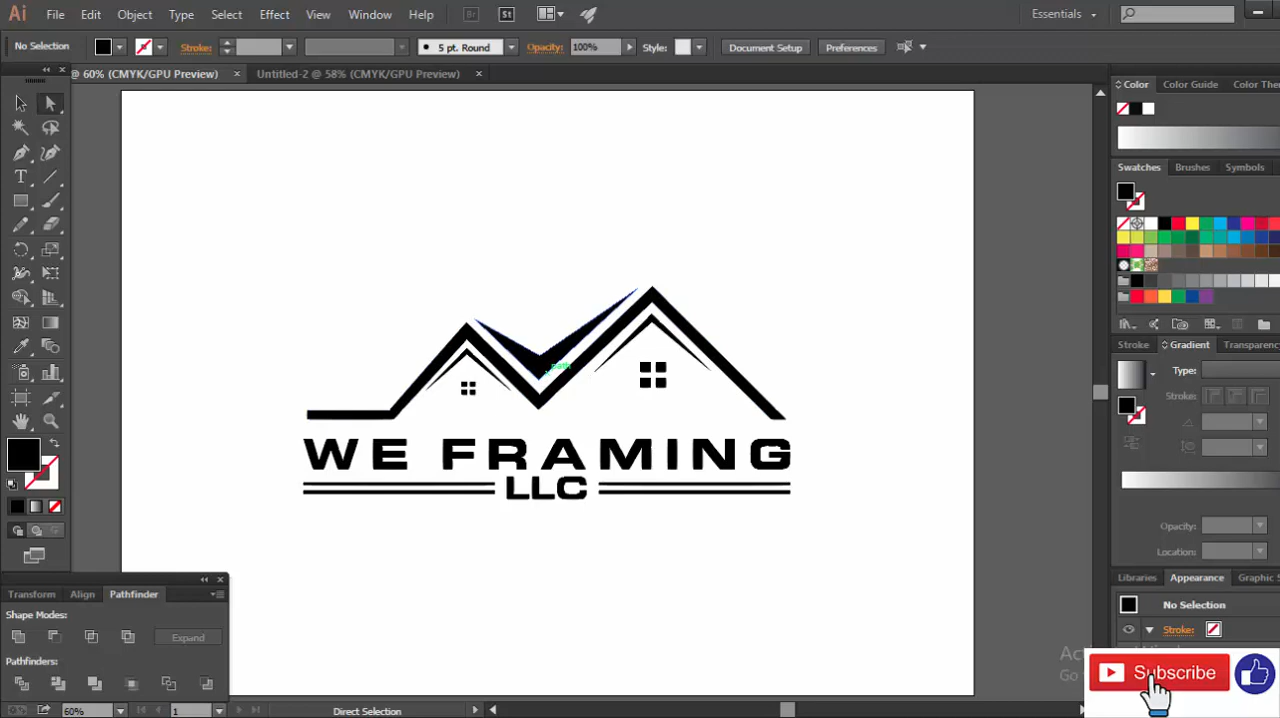 Ai File Edit Object Type Select Effect View Window Help Br St Essentials
No Selection Stroke: 5 pt. Round Opacity: 100% Style: Document Setup Preferences
@ 60% (CMYK/GPU Preview) × Untitled-2 @ 58% (CMYK/GPU Preview) ×
Color Color Guide Color The
Swatches Brushes Symbols
Stroke Gradient Transparency
Type:
Stroke:
Opacity:
Location:
Libraries Appearance Graphic S
No Selection
Stroke:
WE FRAMING
LLC
Transform Align Pathfinder
Shape Modes:
Expand
Pathfinders:
Subscribe
60% 1 Direct Selection